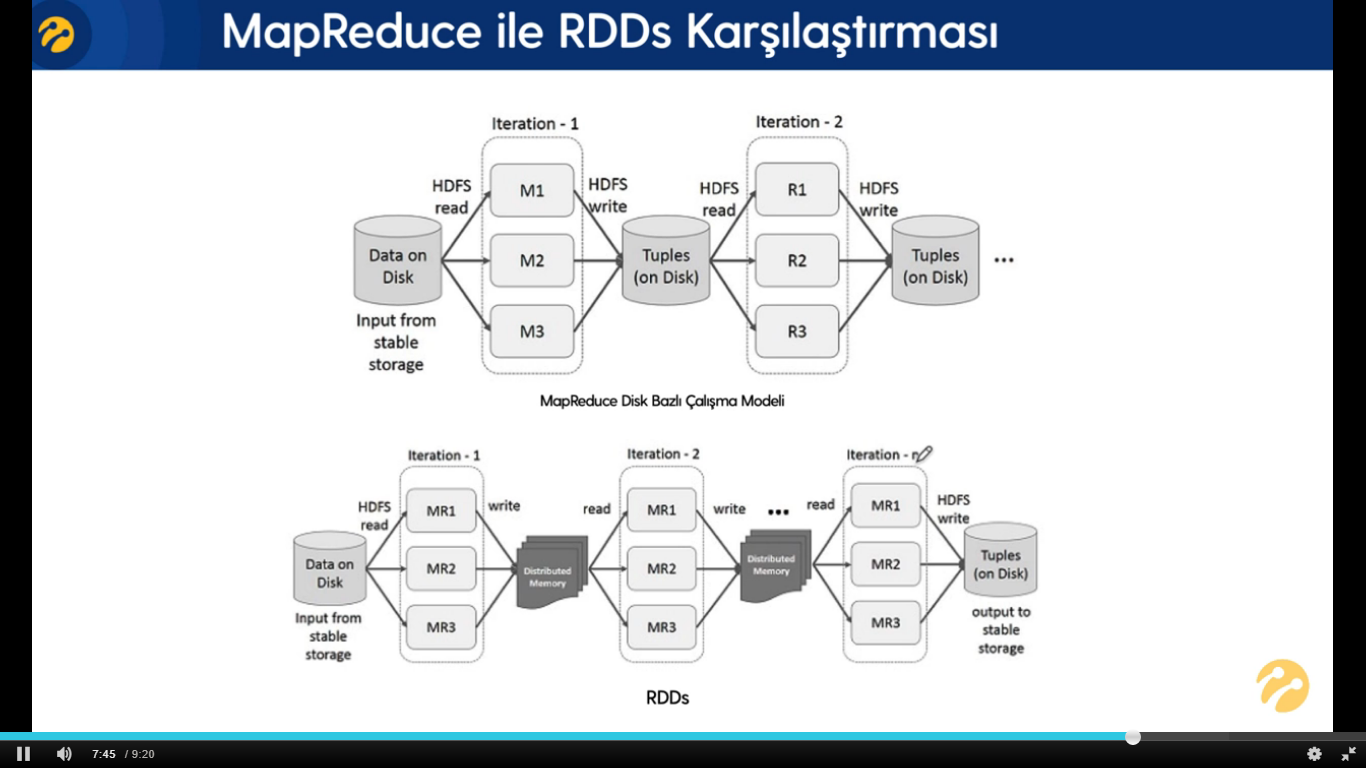 MapReduce ile RDDs Karşılaştırması
Iteration - 1
Iteration - 2
HDFS
read
M1
HDFS
write
HDFS
read
R1
HDFS
write
Data on
Disk
M2
Tuples
(on Disk)
R2
Tuples
(on Disk)
...
Input from
stable
storage
M3
R3
MapReduce Disk Bazlı Çalışma Modeli
Iteration - 1
Iteration - 2
Iteration - n
HDFS
read
MR1
write
read
MR1
write
...
read
MR1
HDFS
write
Data on
Disk
MR2
Distributed
Memory
MR2
Distributed
Memory
MR2
Tuples
(on Disk)
Input from
stable
storage
MR3
MR3
MR3
output to
stable
storage
RDDs
7:45 / 9:20